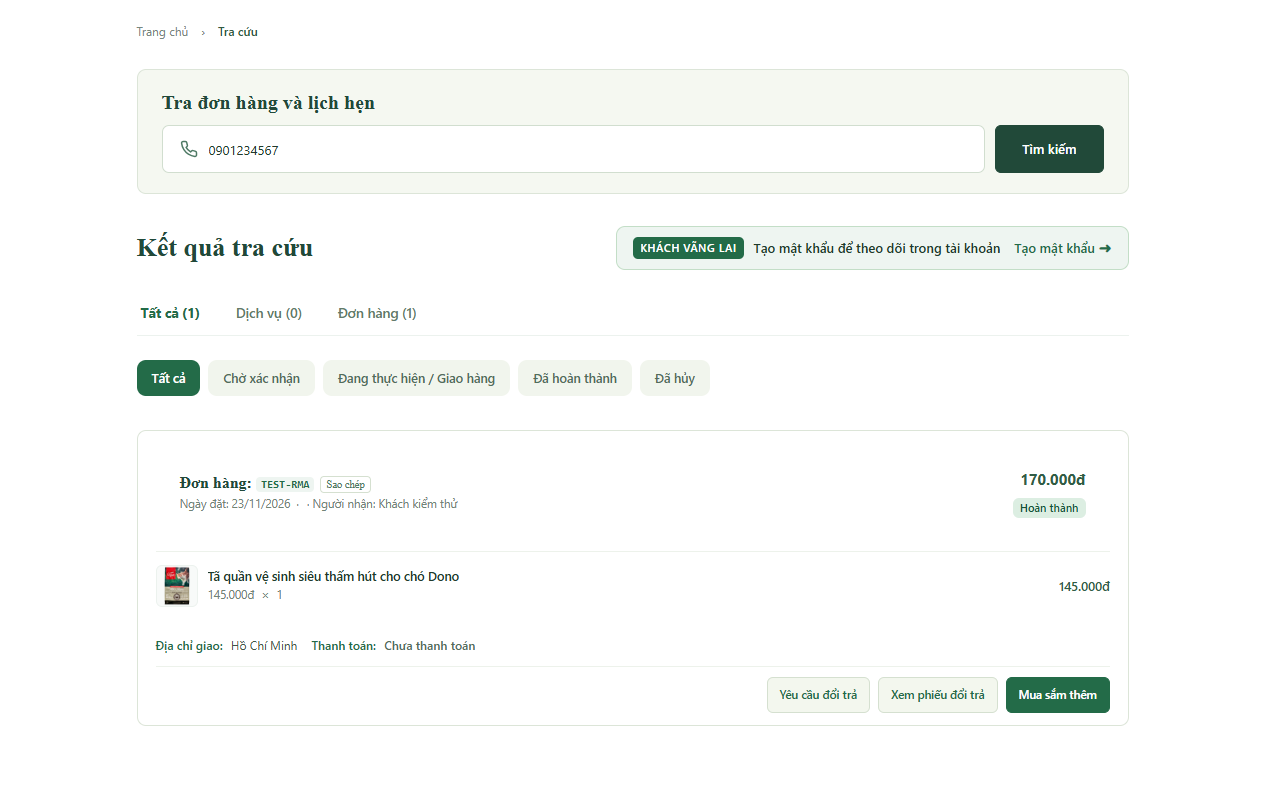 Trang chủ › Tra cứu
Tra đơn hàng và lịch hẹn
0901234567
Tìm kiếm
Kết quả tra cứu
KHÁCH VÃNG LAI Tạo mật khẩu để theo dõi trong tài khoản Tạo mật khẩu →
Tất cả (1) Dịch vụ (0) Đơn hàng (1)
Tất cả Chờ xác nhận Đang thực hiện / Giao hàng Đã hoàn thành Đã hủy
Đơn hàng: TEST-RMA Sao chép
170.000đ
Ngày đặt: 23/11/2026 · · Người nhận: Khách kiểm thử
Hoàn thành
Tã quần vệ sinh siêu thấm hút cho chó Dono
145.000đ × 1
145.000đ
Địa chỉ giao: Hồ Chí Minh Thanh toán: Chưa thanh toán
Yêu cầu đổi trả Xem phiếu đổi trả Mua sắm thêm